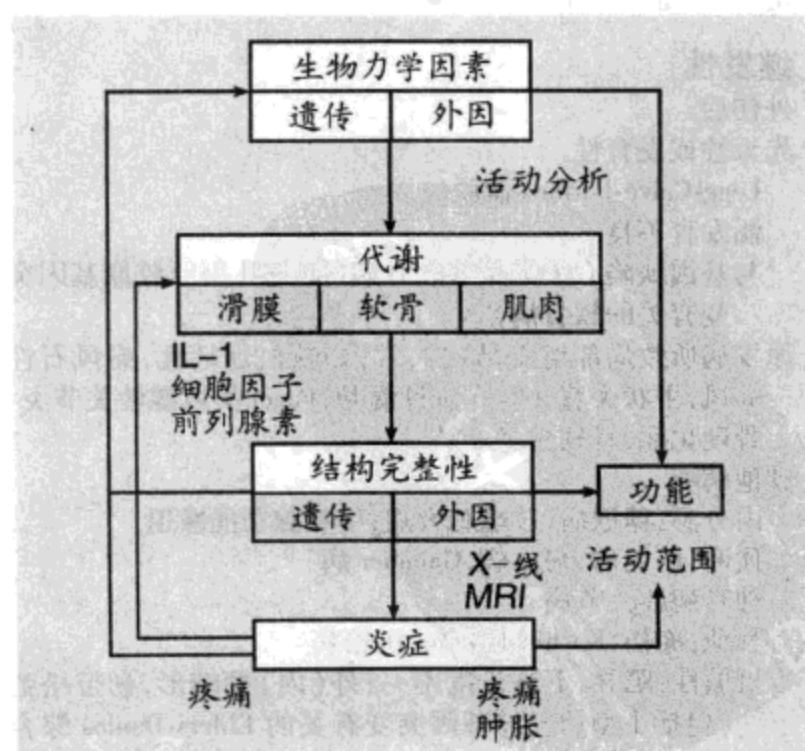 生物力学因素
遗传 外因
活动分析
代谢
滑膜 软骨 肌肉
IL-1
细胞因子
前列腺素
结构完整性
遗传 外因
功能
X-线
MRI
活动范围
炎症
疼痛
疼痛
肿胀